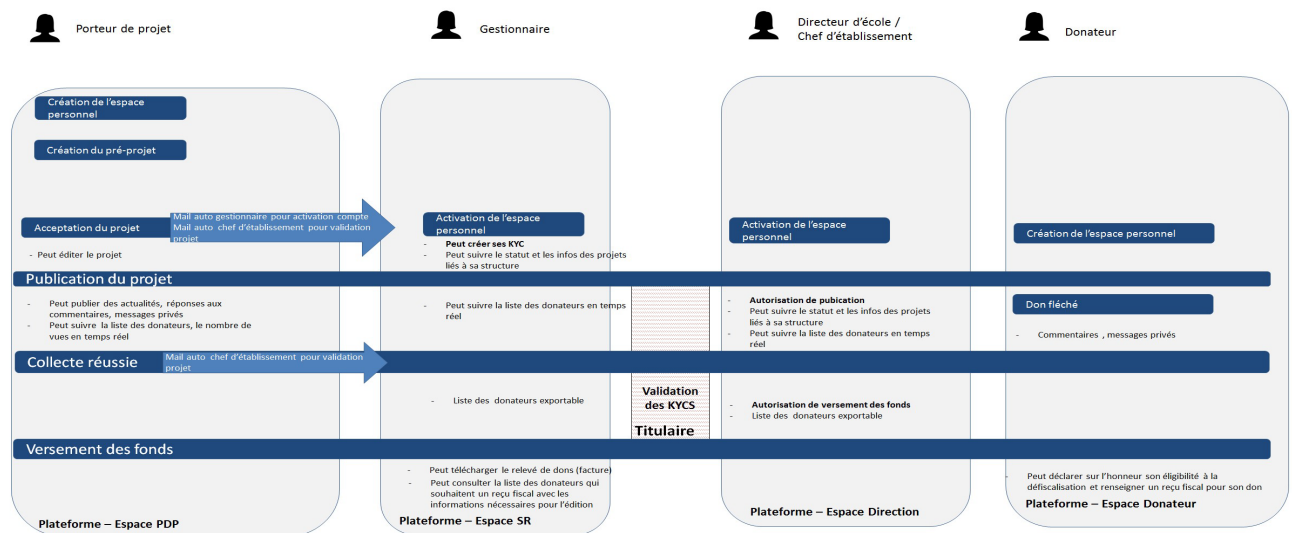 Porteur de projet
Gestionnaire
Directeur d'école /
Chef d'établissement
Donateur
Création de l'espace
personnel
Création du pré-projet
Acceptation du projet
Mail auto gestionnaire pour activation compte
Mail auto chef d'établissement pour validation
projet
- Peut éditer le projet
Activation de l'espace
personnel
- Peut créer ses KYC
- Peut suivre le statut et les infos des projets
liés à sa structure
Activation de l'espace
personnel
Création de l'espace personnel
Publication du projet
- Peut publier des actualités, réponses aux
commentaires, messages privés
- Peut suivre la liste des donateurs, le nombre de
vues en temps réel
- Peut suivre la liste des donateurs en temps
réel
- Autorisation de pubication
- Peut suivre le statut et les infos des projets
liés à sa structure
- Peut suivre la liste des donateurs en temps
réel
Don fléché
- Commentaires , messages privés
Collecte réussie
Mail auto chef d'établissement pour validation
projet
- Liste des donateurs exportable
Validation
des KYCS
Titulaire
- Autorisation de versement des fonds
- Liste des donateurs exportable
Versement des fonds
- Peut télécharger le relevé de dons (facture)
- Peut consulter la liste des donateurs qui
souhaitent un reçu fiscal avec les
informations nécessaires pour l'édition
- Peut déclarer sur l'honneur son éligibilité à la
défiscalisation et renseigner un reçu fiscal pour son don
Plateforme – Espace PDP
Plateforme – Espace SR
Plateforme – Espace Direction
Plateforme – Espace Donateur